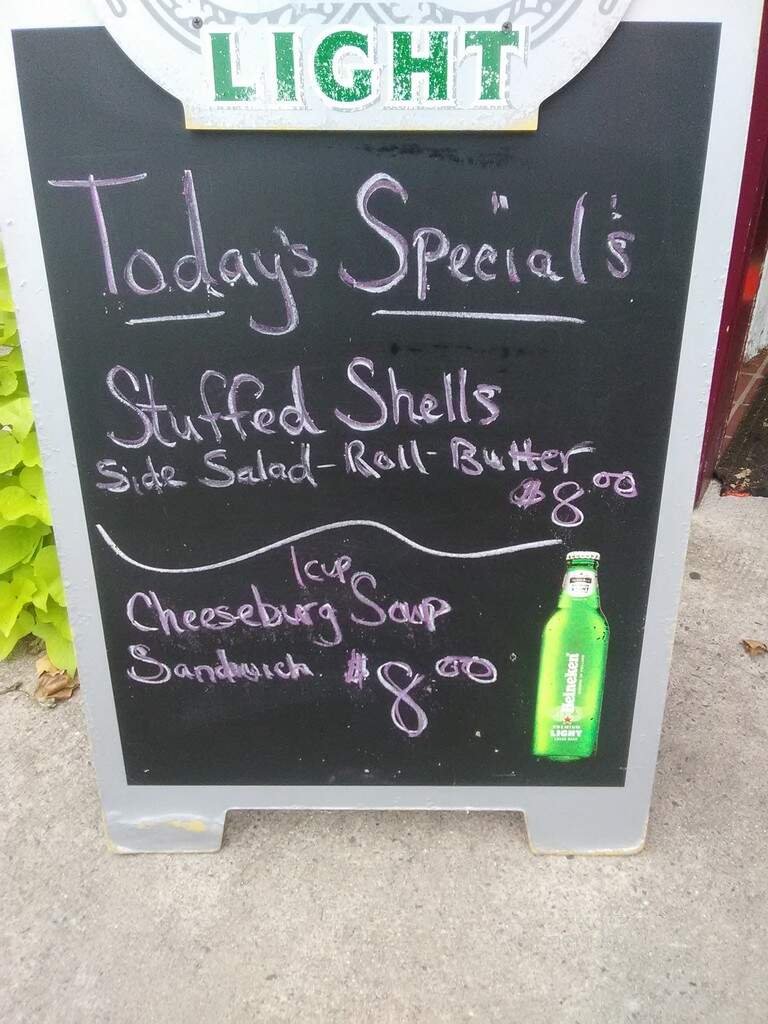 LIGHT
Today's Special's
Stuffed Shells
Side Salad-Roll-Butter
$8.00
1cup
Cheeseburg Soup
Sandwich $8.00
Heineken
PREMIUM
LIGHT